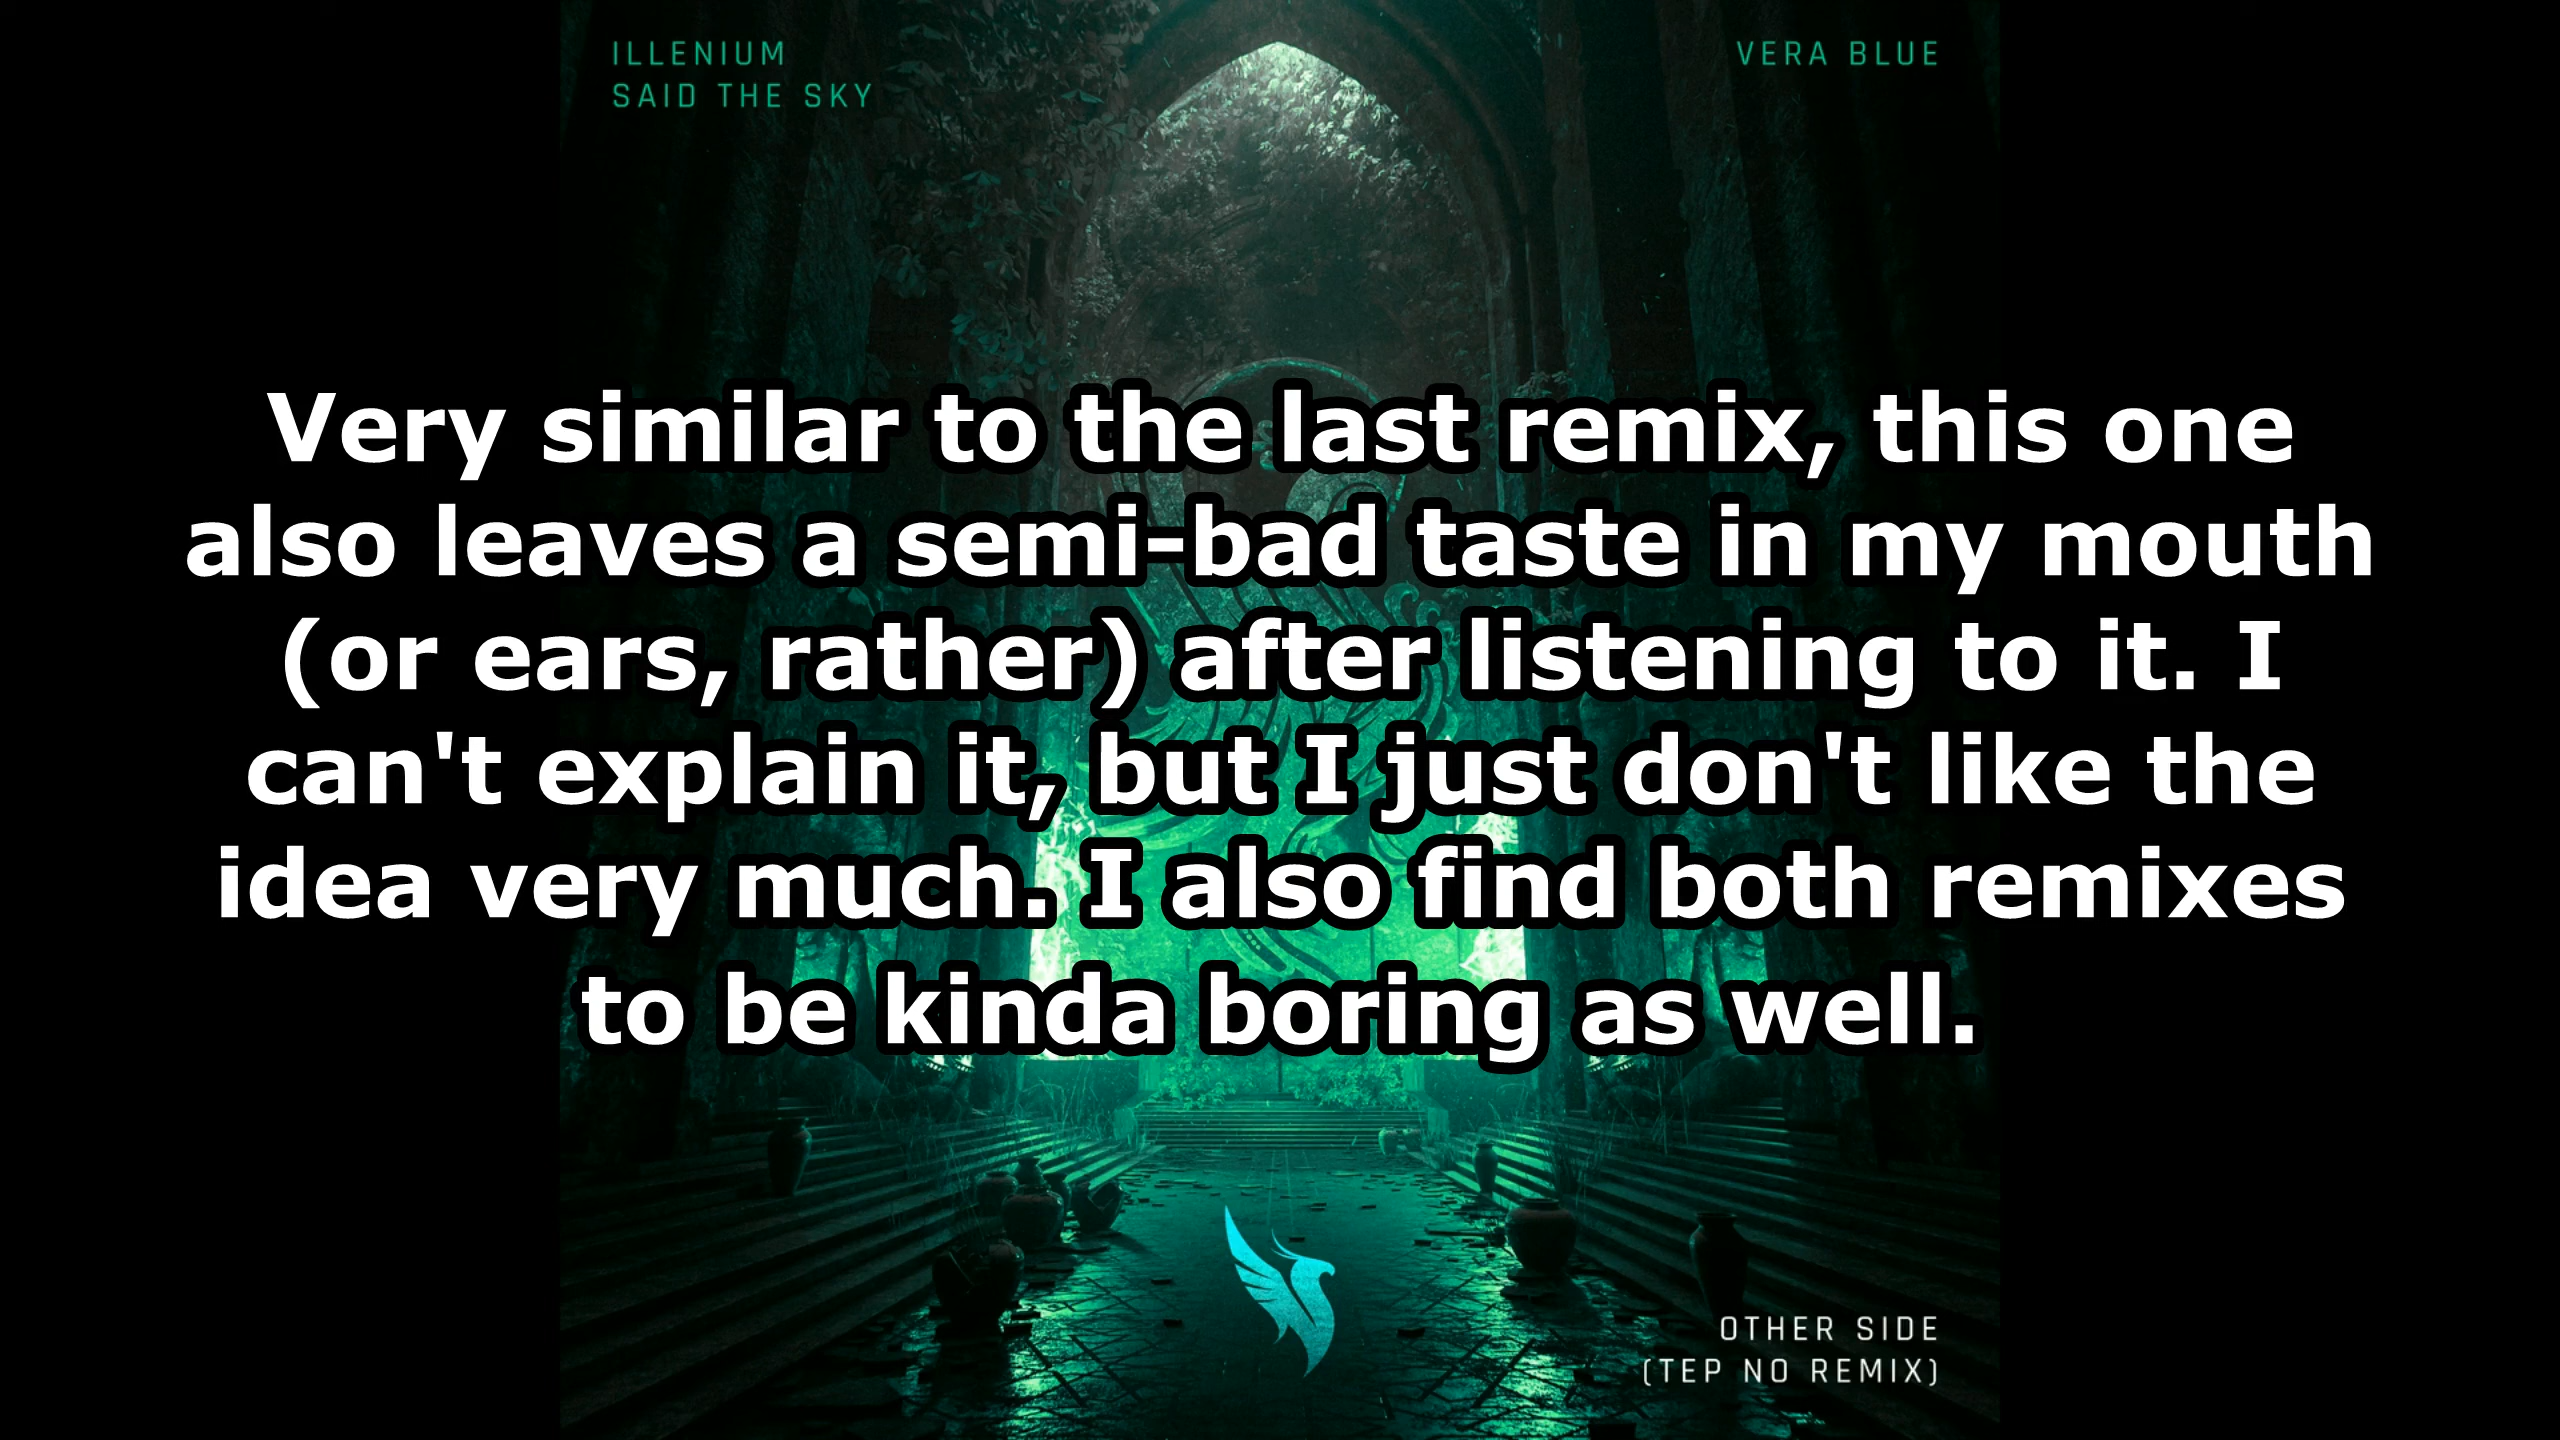 ILLENIUM
SAID THE SKY
VERA BLUE
Very similar to the last remix, this one
also leaves a semi-bad taste in my mouth
(or ears, rather) after listening to it. I
can't explain it, but I just don't like the
idea very much. I also find both remixes
to be kinda boring as well.
OTHER SIDE
(TEP NO REMIX)